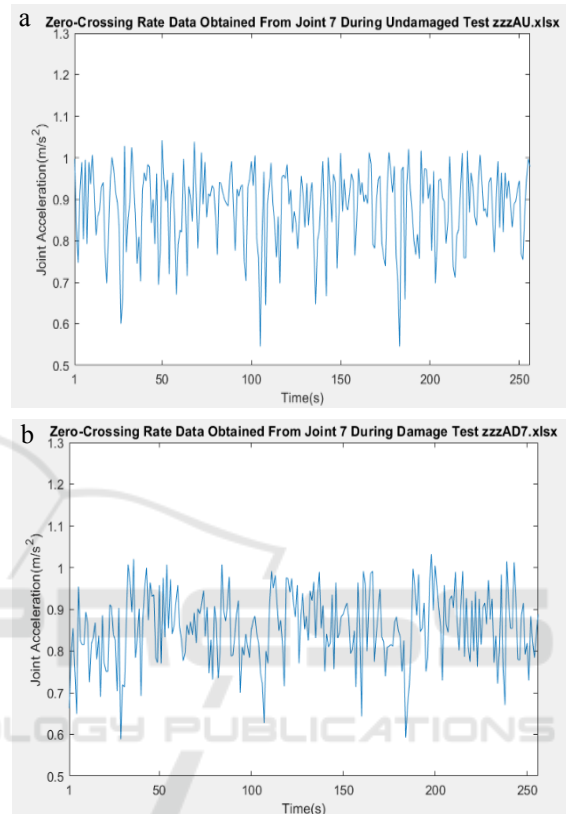 a
Zero-Crossing Rate Data Obtained From Joint 7 During Undamaged Test zzzAU.xlsx
Joint Acceleration(m/s²)
1.3
1.2
1.1
1
0.9
0.8
0.7
0.6
0.5
1 50 100 150 200 250
Time(s)
b
Zero-Crossing Rate Data Obtained From Joint 7 During Damage Test zzzAD7.xlsx
Joint Acceleration(m/s²)
1.3
1.2
1.1
1
0.9
0.8
0.7
0.6
0.5
1 50 100 150 200 250
Time(s)
PRESS
OLOGY PUBLICATIONS